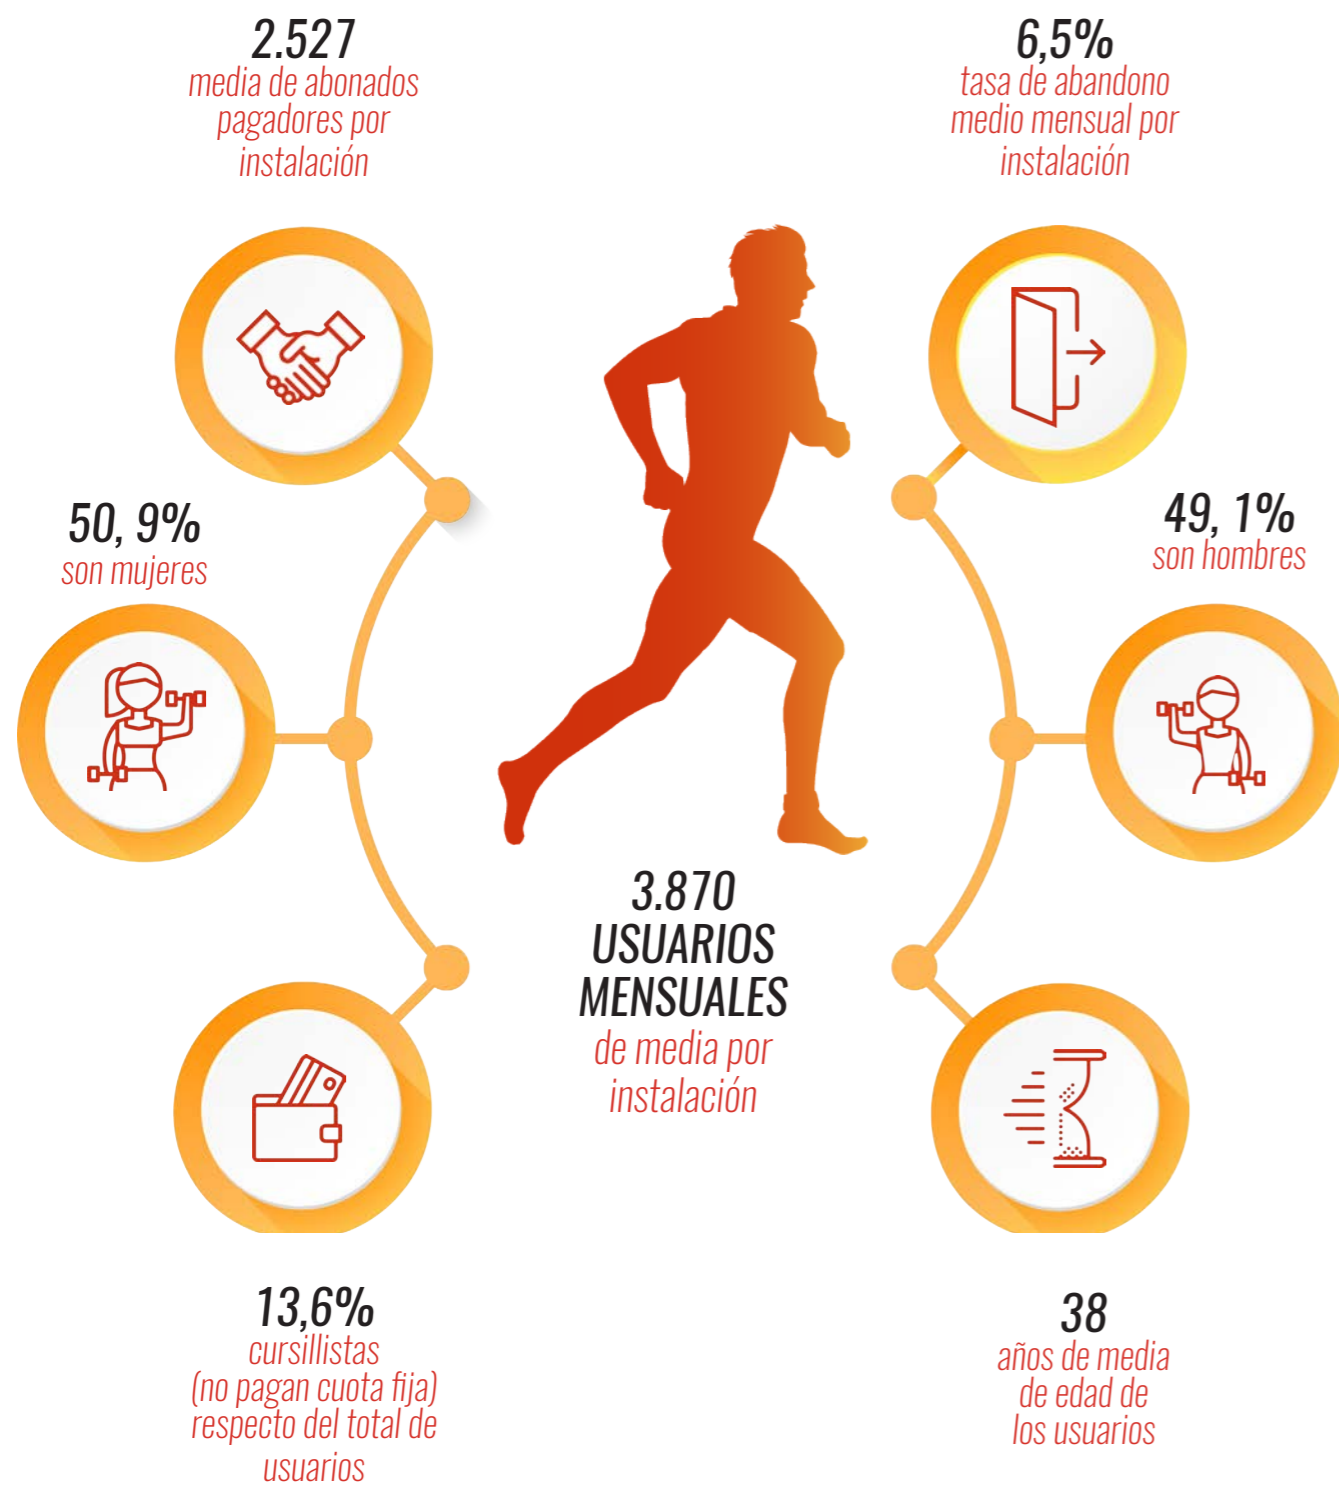 2.527
media de abonados
pagadores por
instalación
6,5%
tasa de abandono
medio mensual por
instalación
50, 9%
son mujeres
49, 1%
son hombres
3.870
USUARIOS
MENSUALES
de media por
instalación
13,6%
cursillistas
(no pagan cuota fija)
respecto del total de
usuarios
38
años de media
de edad de
los usuarios